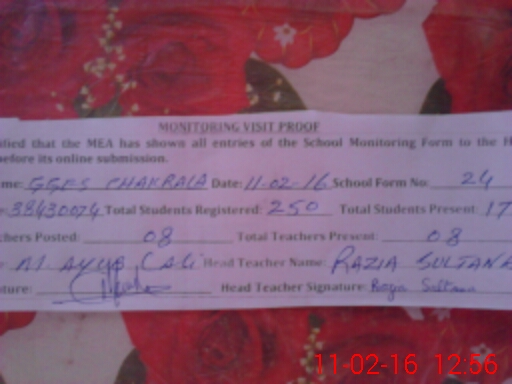 MONITORING VISIT PROOF
ified that the MEA has shown all entries of the School Monitoring Form to the H
before its online submission.
me: GGES CHAKRALA Date: 11-02-16 School Form No: 24
: 38430074 Total Students Registered: 250 Total Students Present: 17
chers Posted: 08 Total Teachers Present: 08
AYUB Head Teacher Name: RAZIA SULTANA
ature: Head Teacher Signature: Razia Sultana
11-02-16 12:56